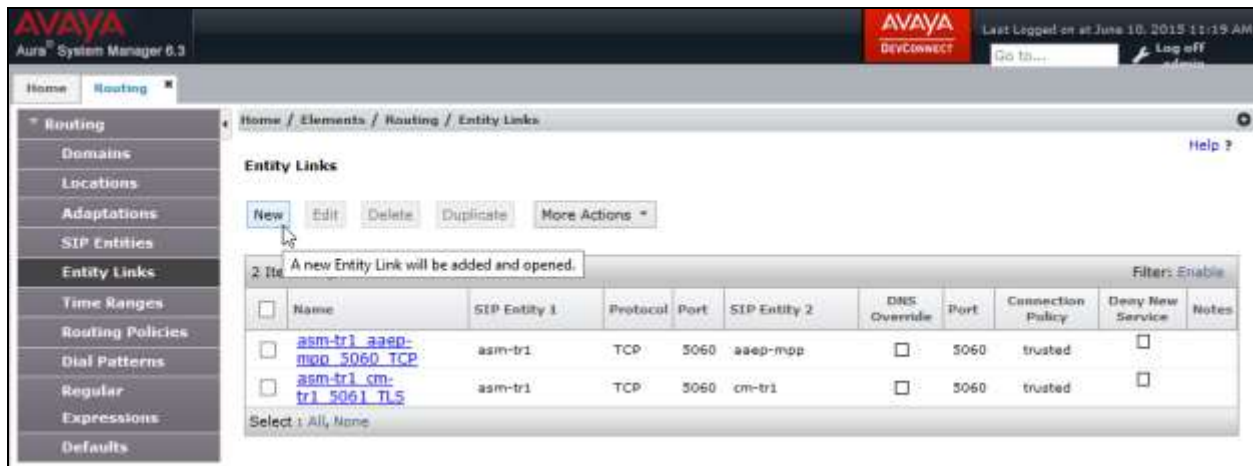 AVAYA
Aura® System Manager 6.3
AVAYA
DEVCONNECT
Last Logged on at June 10, 2015 11:19 AM
Go to...
Log off
admin
Home
Routing
Routing
Domains
Locations
Adaptations
SIP Entities
Entity Links
Time Ranges
Routing Policies
Dial Patterns
Regular
Expressions
Defaults
Home / Elements / Routing / Entity Links
Help ?
Entity Links
New Edit Delete Duplicate More Actions
A new Entity Link will be added and opened.
2 Ite
Filter: Enable
Name SIP Entity 1 Protocol Port SIP Entity 2 DNS Override Port Connection Policy Deny New Service Notes
asm-tr1_aaep-
mpp_5060_TCP
asm-tr1 TCP 5060 aaep-mpp 5060 trusted
asm-tr1_cm-
tr1_5061_TLS
asm-tr1 TCP 5060 cm-tr1 5060 trusted
Select : All, None